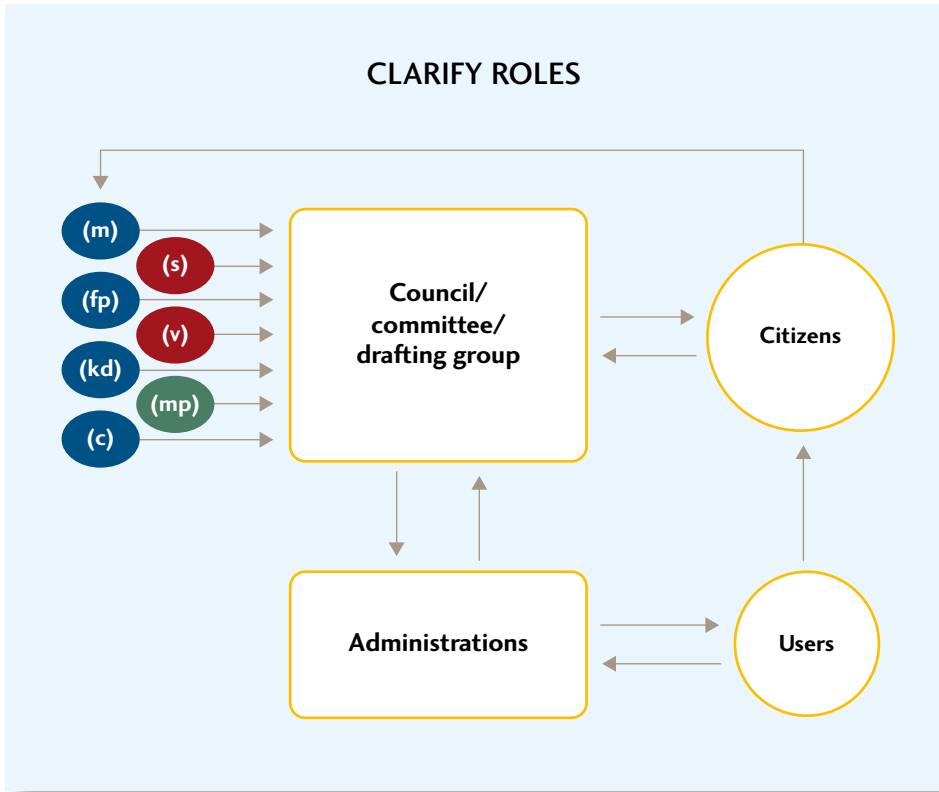 CLARIFY ROLES
(m)
(s)
(fp)
(v)
(kd)
(mp)
(c)
Council/
committee/
drafting group
Citizens
Administrations
Users